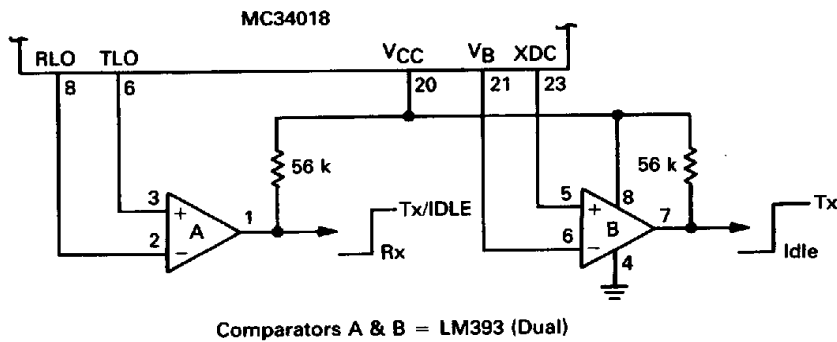 MC34018
RLO TLO VCC VB XDC
8 6 20 21 23
56 k 56 k
3 + 1 Tx/IDLE 5 + 8 7 Tx
2 − A Rx 6 − B 4 Idle
Comparators A & B = LM393 (Dual)